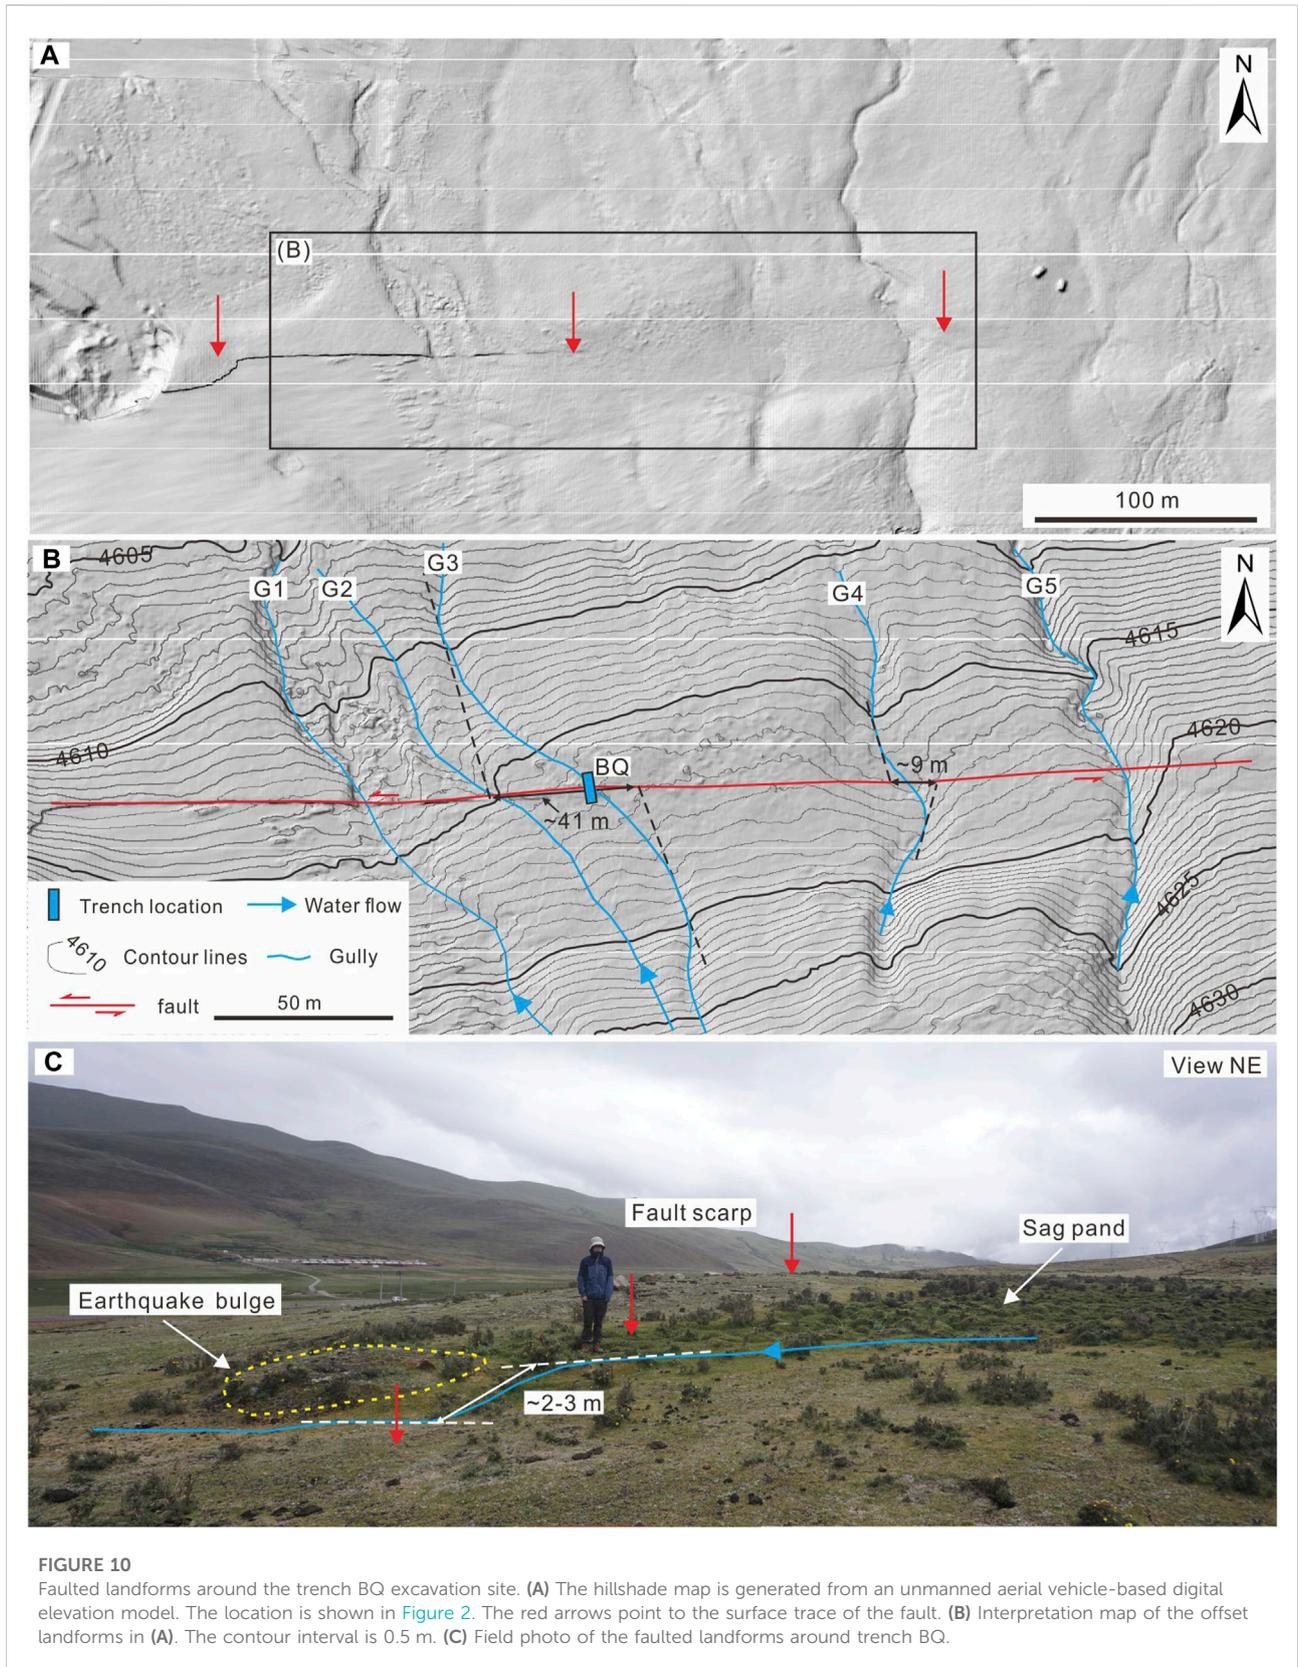 A
N
(B)
100 m
B
4605
G1
G2
G3
G4
G5
N
4615
4610
4620
BQ
~9 m
~41 m
4625
4630
Trench location
Water flow
4610
Contour lines
Gully
fault
50 m
C
View NE
Fault scarp
Sag pand
Earthquake bulge
~2-3 m
FIGURE 10
Faulted landforms around the trench BQ excavation site. (A) The hillshade map is generated from an unmanned aerial vehicle-based digital
elevation model. The location is shown in Figure 2. The red arrows point to the surface trace of the fault. (B) Interpretation map of the offset
landforms in (A). The contour interval is 0.5 m. (C) Field photo of the faulted landforms around trench BQ.